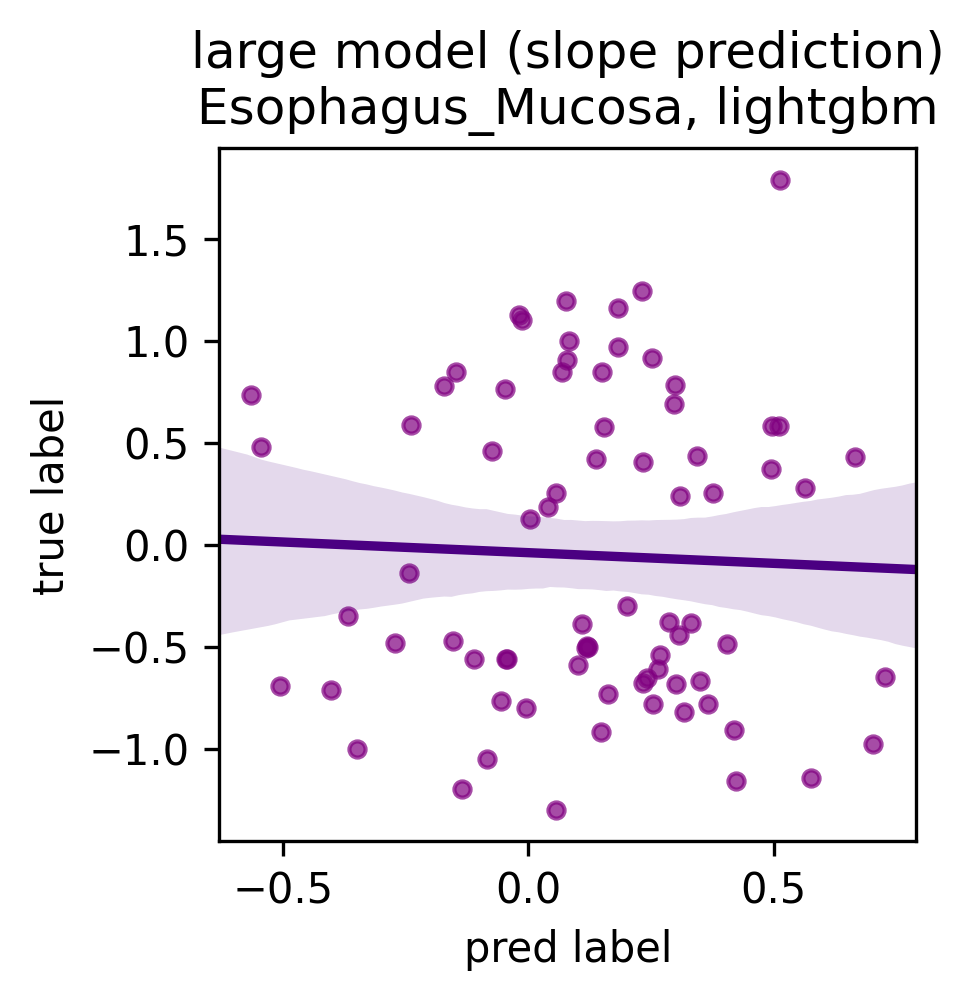 large model (slope prediction)
Esophagus_Mucosa, lightgbm
1.5
1.0
0.5
0.0
−0.5
−1.0
true label
−0.5
0.0
0.5
pred label